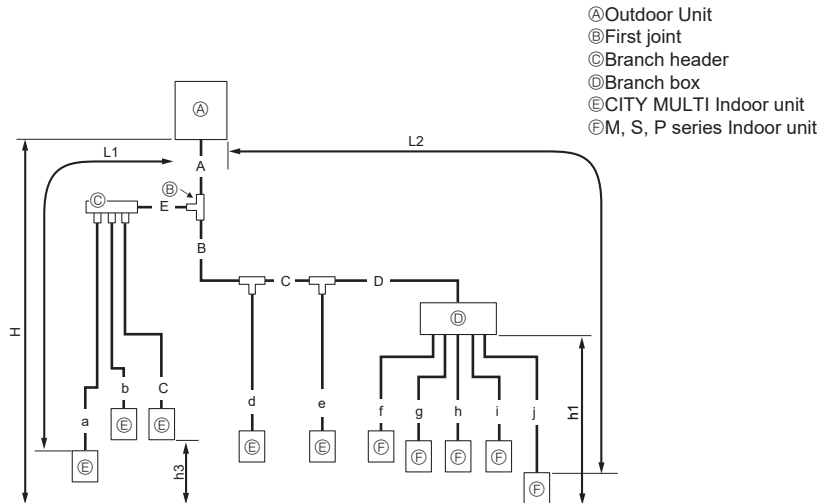 ⒶOutdoor Unit
ⒷFirst joint
ⒸBranch header
ⒹBranch box
ⒺCITY MULTI Indoor unit
ⒻM, S, P series Indoor unit
Ⓐ
L1
L2
A
Ⓑ
Ⓒ
E
B
C
D
Ⓓ
H
a
b
C
d
e
f
g
h
i
j
h1
h3
Ⓔ
Ⓔ
Ⓔ
Ⓔ
Ⓔ
Ⓕ
Ⓕ
Ⓕ
Ⓕ
Ⓕ